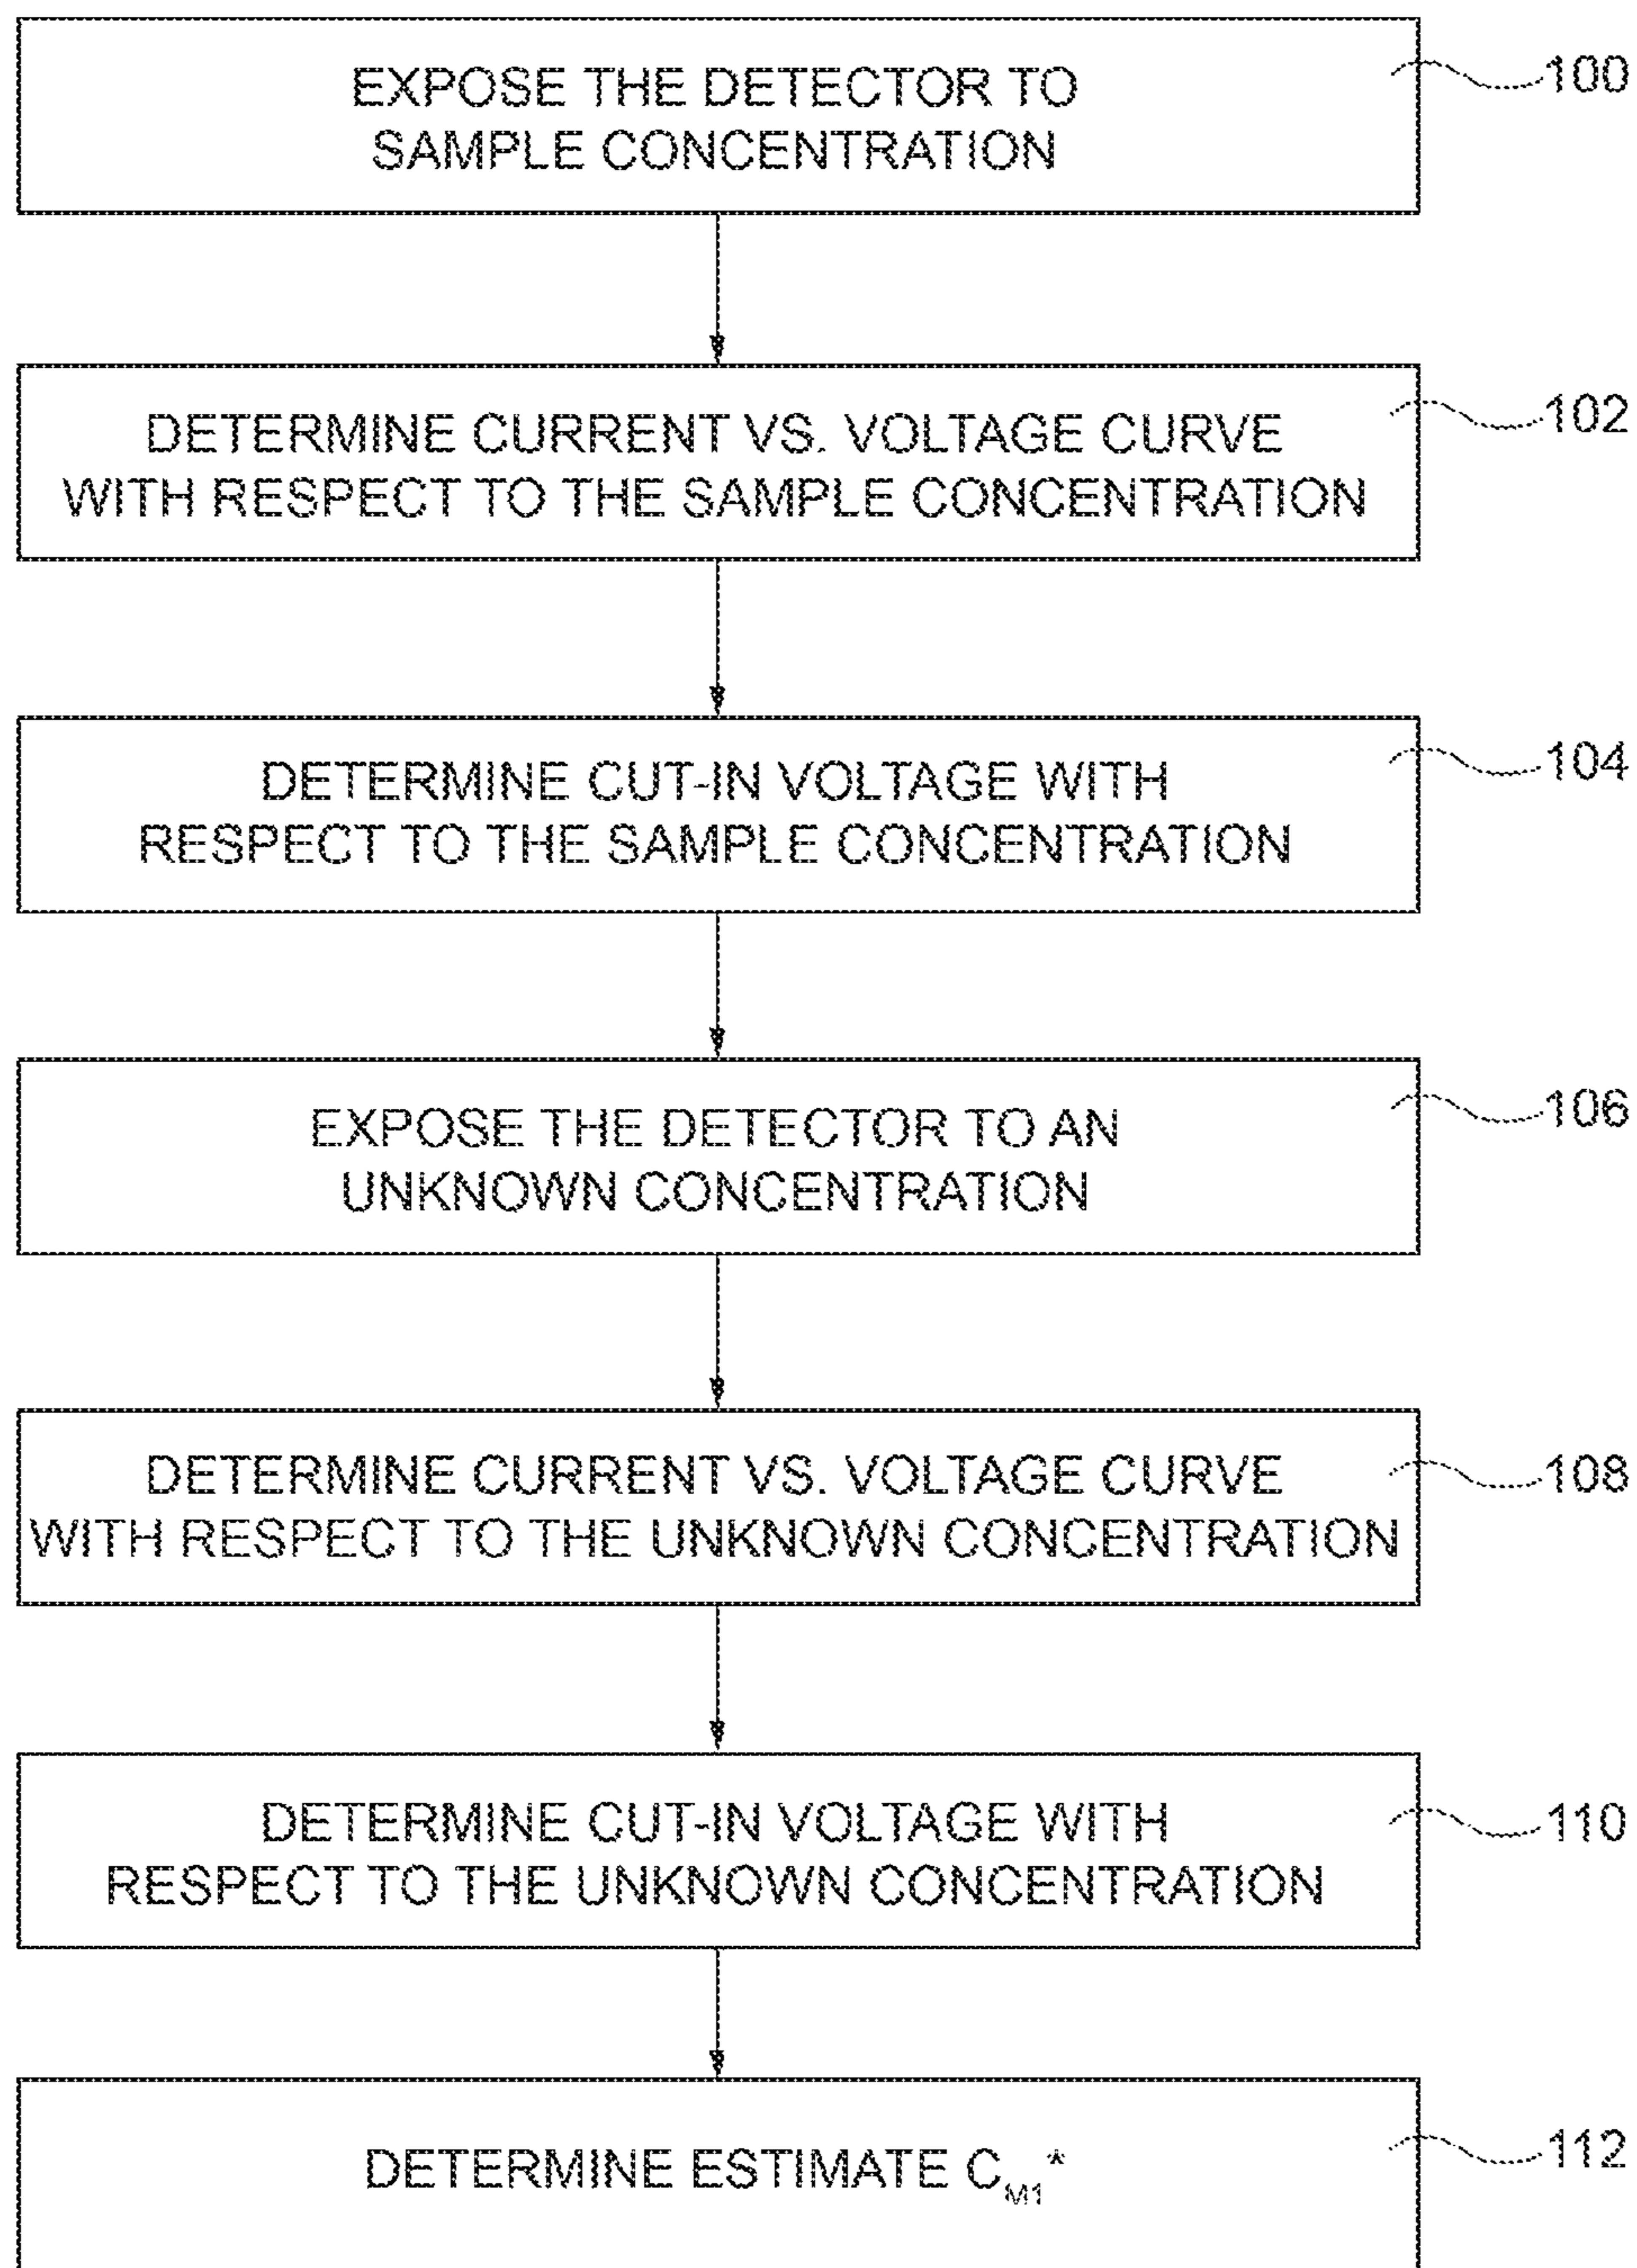 EXPOSE THE DETECTOR TO
SAMPLE CONCENTRATION
100
DETERMINE CURRENT VS. VOLTAGE CURVE
WITH RESPECT TO THE SAMPLE CONCENTRATION
102
DETERMINE CUT-IN VOLTAGE WITH
RESPECT TO THE SAMPLE CONCENTRATION
104
EXPOSE THE DETECTOR TO AN
UNKNOWN CONCENTRATION
106
DETERMINE CURRENT VS. VOLTAGE CURVE
WITH RESPECT TO THE UNKNOWN CONCENTRATION
108
DETERMINE CUT-IN VOLTAGE WITH
RESPECT TO THE UNKNOWN CONCENTRATION
110
DETERMINE ESTIMATE C_M1*
112